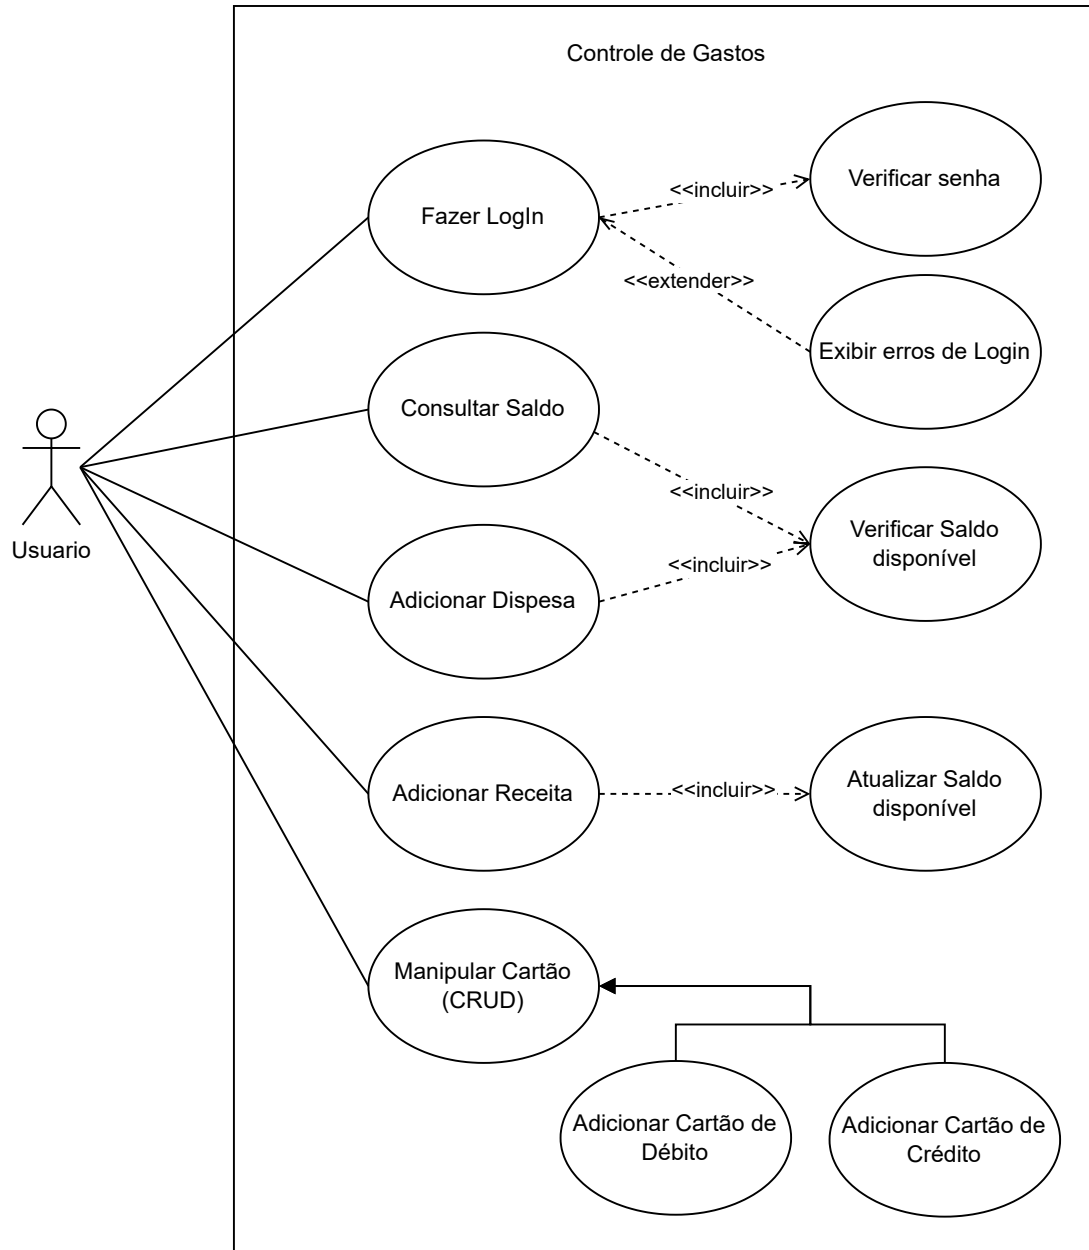 Controle de Gastos
Verificar senha
<<incluir>>
Fazer LogIn
<<extender>>
Exibir erros de Login
Consultar Saldo
<<incluir>>
Verificar Saldo
disponível
Usuario
<<incluir>>
Adicionar Dispesa
Adicionar Receita
<<incluir>>
Atualizar Saldo
disponível
Manipular Cartão
(CRUD)
Adicionar Cartão de
Débito
Adicionar Cartão de
Crédito